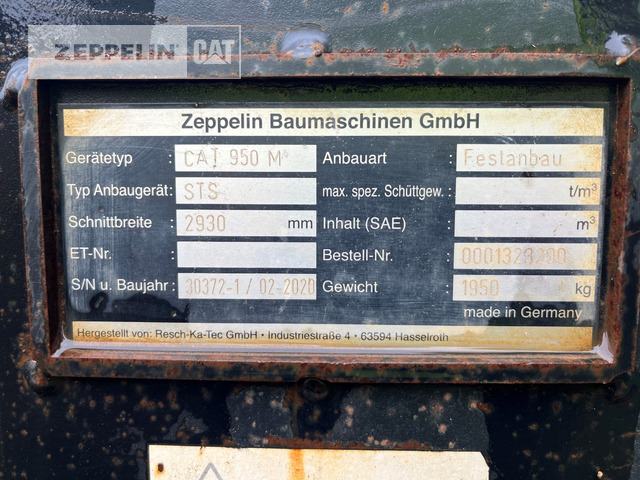 ZEPPELIN CAT
Zeppelin Baumaschinen GmbH
Gerätetyp : CAT 950 M Anbauart : Festanbau
Typ Anbaugerät: STS max. spez. Schüttgew. : t/m³
Schnittbreite : 2930 mm Inhalt (SAE) : m³
ET-Nr. : Bestell-Nr. :
S/N u. Baujahr : 30372-1 / 02-2020 Gewicht : 1950 kg
made in Germany
Hergestellt von: Resch-Ka-Tec GmbH • Industriestraße 4 • 63594 Hasselroth